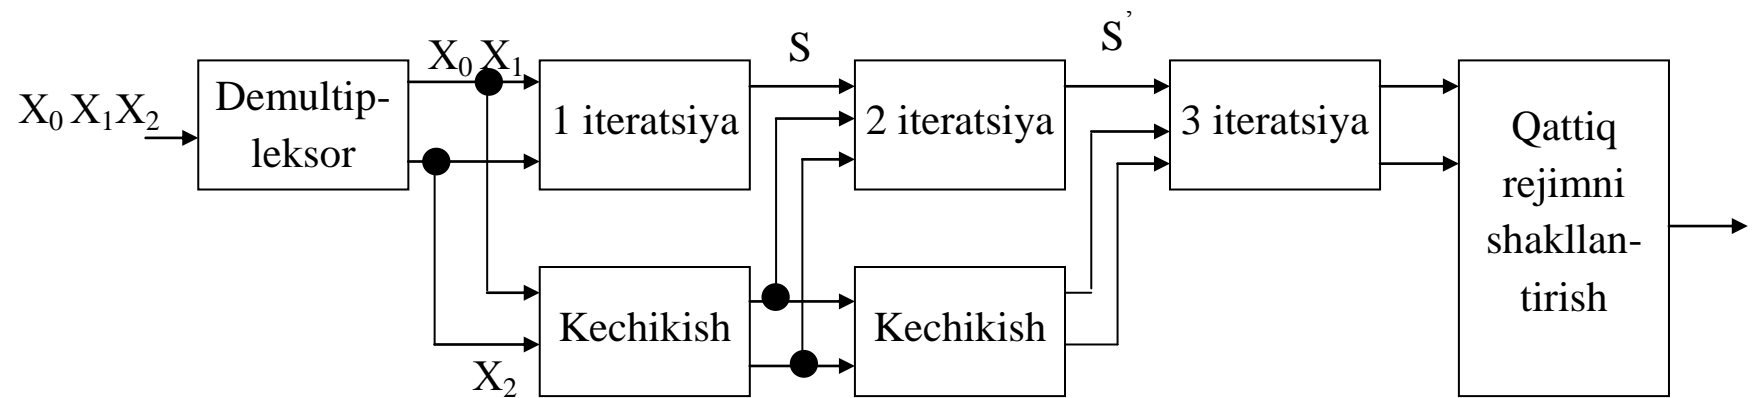 X₀ X₁X₂
Demultip-
leksor
X₀ X₁
1 iteratsiya
S
2 iteratsiya
S’
3 iteratsiya
Qattiq
rejimni
shakllan-
tirish
Kechikish
Kechikish
X₂